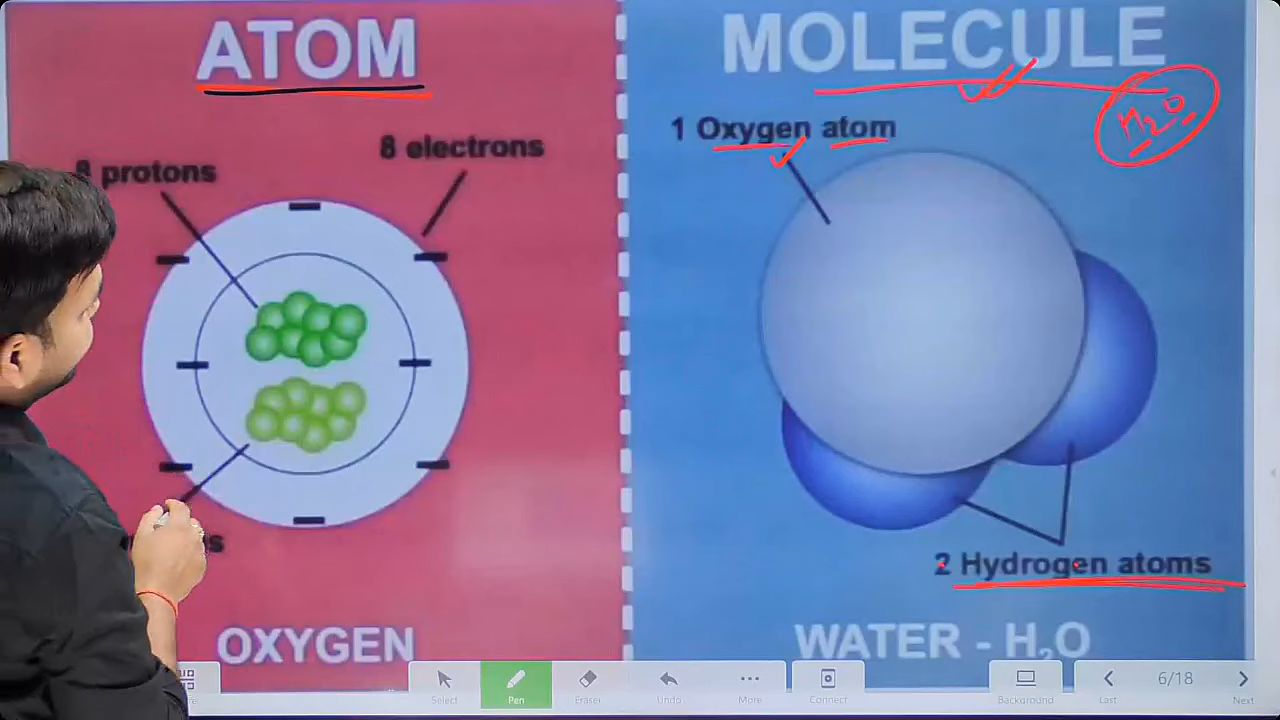 ATOM
MOLECULE
H2O
1 Oxygen atom
8 electrons
8 protons
2 Hydrogen atoms
OXYGEN
WATER - H₂O
Select
Pen
Eraser
Undo
More
Connect
Background
Last
6/18
Next